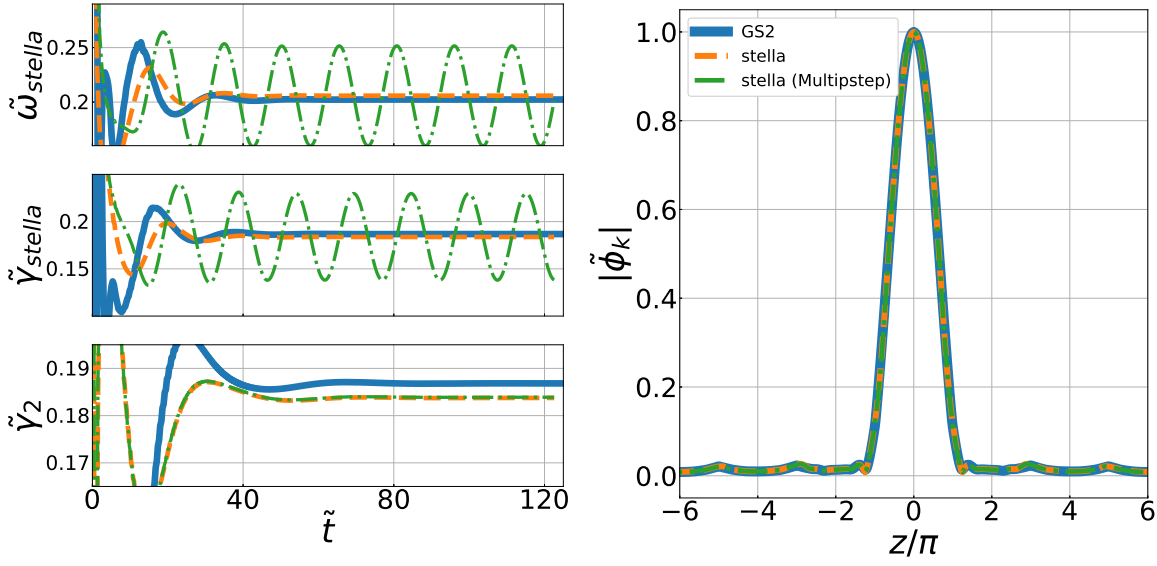 0.25
0.2
ω̃stella
0.2
0.15
γ̃stella
0.19
0.18
0.17
γ̃2
0 40 80 120
t̃
GS2
stella
stella (Multipstep)
1.0
0.8
0.6
0.4
0.2
0.0
|ϕ̃k|
−6 −4 −2 0 2 4 6
z/π